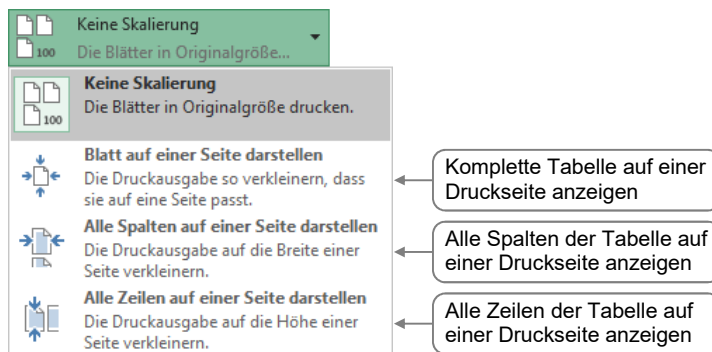 Keine Skalierung
100 Die Blätter in Originalgröße...
Keine Skalierung
Die Blätter in Originalgröße drucken.
100
Blatt auf einer Seite darstellen
Die Druckausgabe so verkleinern, dass
sie auf eine Seite passt.
Komplette Tabelle auf einer
Druckseite anzeigen
Alle Spalten auf einer Seite darstellen
Die Druckausgabe auf die Breite einer
Seite verkleinern.
Alle Spalten der Tabelle auf
einer Druckseite anzeigen
Alle Zeilen auf einer Seite darstellen
Die Druckausgabe auf die Höhe einer
Seite verkleinern.
Alle Zeilen der Tabelle auf
einer Druckseite anzeigen